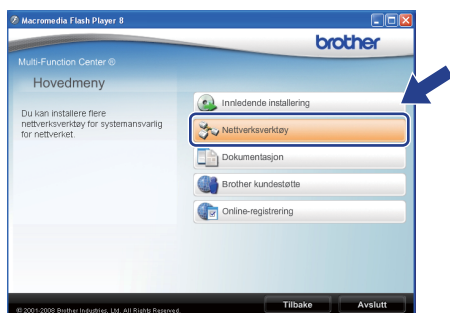 Macromedia Flash Player 8
brother
Multi-Function Center ®
Hovedmeny
Du kan installere flere
nettverksverktøy for systemansvarlig
for nettverket.
Innledende installering
Nettverksverktøy
Dokumentasjon
Brother kundestøtte
Online-registrering
© 2001-2008 Brother Industries, Ltd. All Rights Reserved.
Tilbake
Avslutt